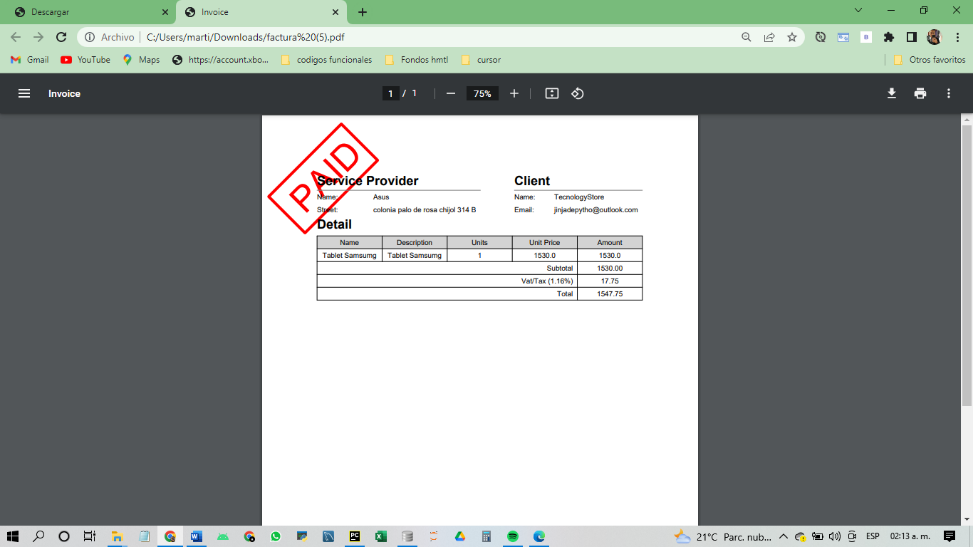 Descargar
Invoice
Archivo
C:/Users/marti/Downloads/factura%20(5).pdf
Gmail
YouTube
Maps
https://account.xbo...
codigos funcionales
Fondos hmtl
cursor
Otros favoritos
Invoice
1 / 1
75%
PAID
Service Provider
Name: Asus
Street: colonia palo de rosa chijol 314 B
Client
Name: TecnologyStore
Email: jinjadepytho@outlook.com
Detail
Name Description Units Unit Price Amount
Tablet Samsumg Tablet Samsumg 1 1530.0 1530.0
Subtotal 1530.00
Vat/Tax (1.16%) 17.75
Total 1547.75
21°C Parc. nub... ESP 02:13 a. m.